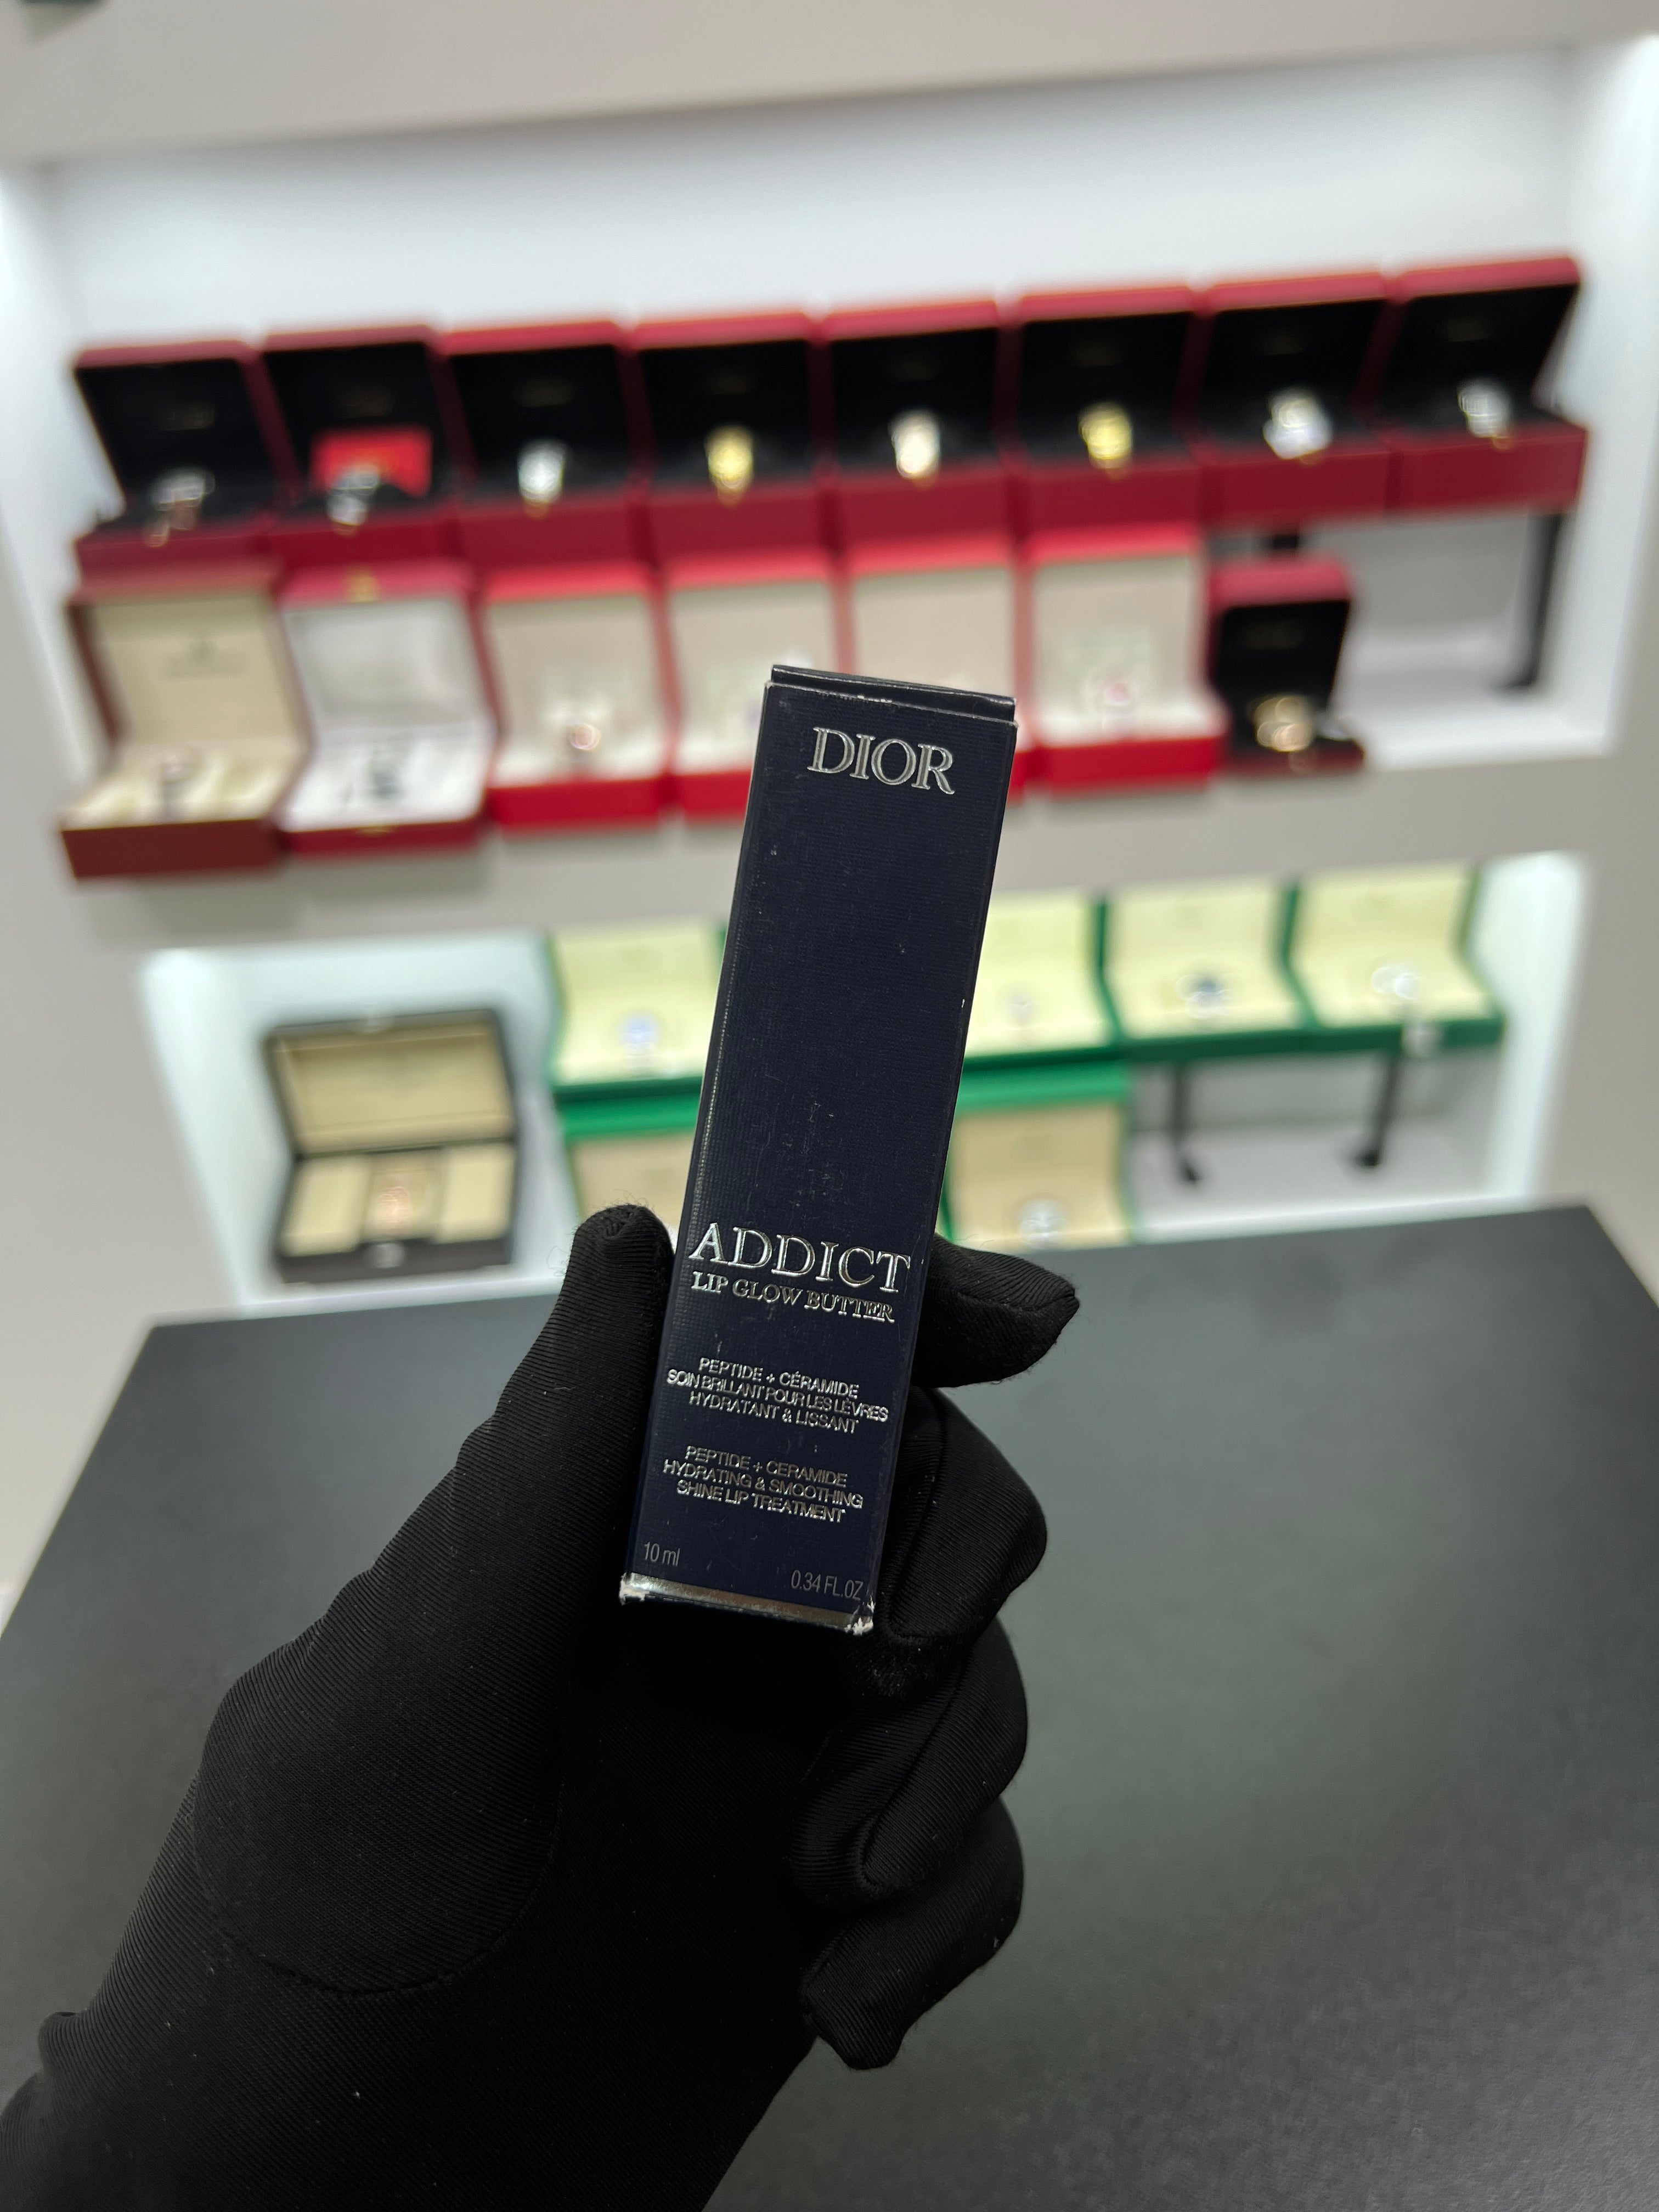 DIOR
ADDICT
LIP GLOW BUTTER
PEPTIDE + CÉRAMIDE
SOIN BRILLANT POUR LES LÈVRES
HYDRATANT & LISSANT
PEPTIDE + CERAMIDE
HYDRATING & SMOOTHING
SHINE LIP TREATMENT
10 ml
0.34 FL.OZ